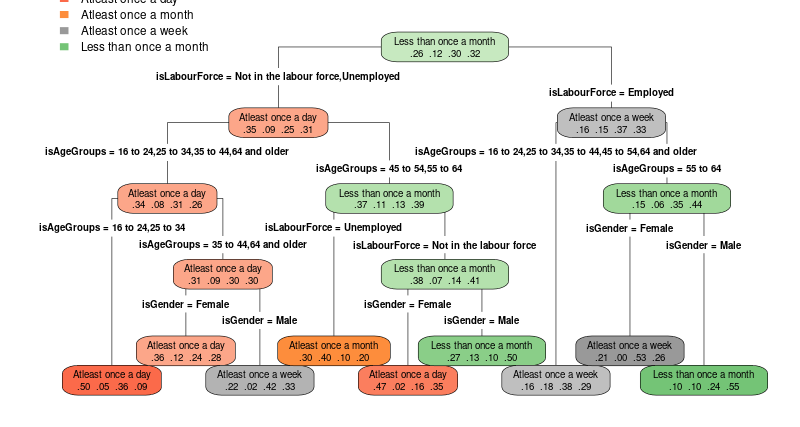 Atleast once a day
Atleast once a month
Atleast once a week
Less than once a month
Less than once a month
.26 .12 .30 .32
isLabourForce = Not in the labour force,Unemployed
isLabourForce = Employed
Atleast once a day
.35 .09 .25 .31
Atleast once a week
.16 .15 .37 .33
isAgeGroups = 16 to 24,25 to 34,35 to 44,64 and older
isAgeGroups = 45 to 54,55 to 64
isAgeGroups = 16 to 24,25 to 34,35 to 44,45 to 54,64 and older
isAgeGroups = 55 to 64
Atleast once a day
.34 .08 .31 .26
Less than once a month
.37 .11 .13 .39
Less than once a month
.15 .06 .35 .44
isAgeGroups = 16 to 24,25 to 34
isAgeGroups = 35 to 44,64 and older
isLabourForce = Unemployed
isLabourForce = Not in the labour force
isGender = Female
isGender = Male
Atleast once a day
.31 .09 .30 .30
Less than once a month
.38 .07 .14 .41
isGender = Female
isGender = Male
isGender = Female
isGender = Male
Atleast once a day
.36 .12 .24 .28
Atleast once a month
.30 .40 .10 .20
Less than once a month
.27 .13 .10 .50
Atleast once a week
.21 .00 .53 .26
Atleast once a day
.50 .05 .36 .09
Atleast once a week
.22 .02 .42 .33
Atleast once a day
.47 .02 .16 .35
Atleast once a week
.16 .18 .38 .29
Less than once a month
.10 .10 .24 .55